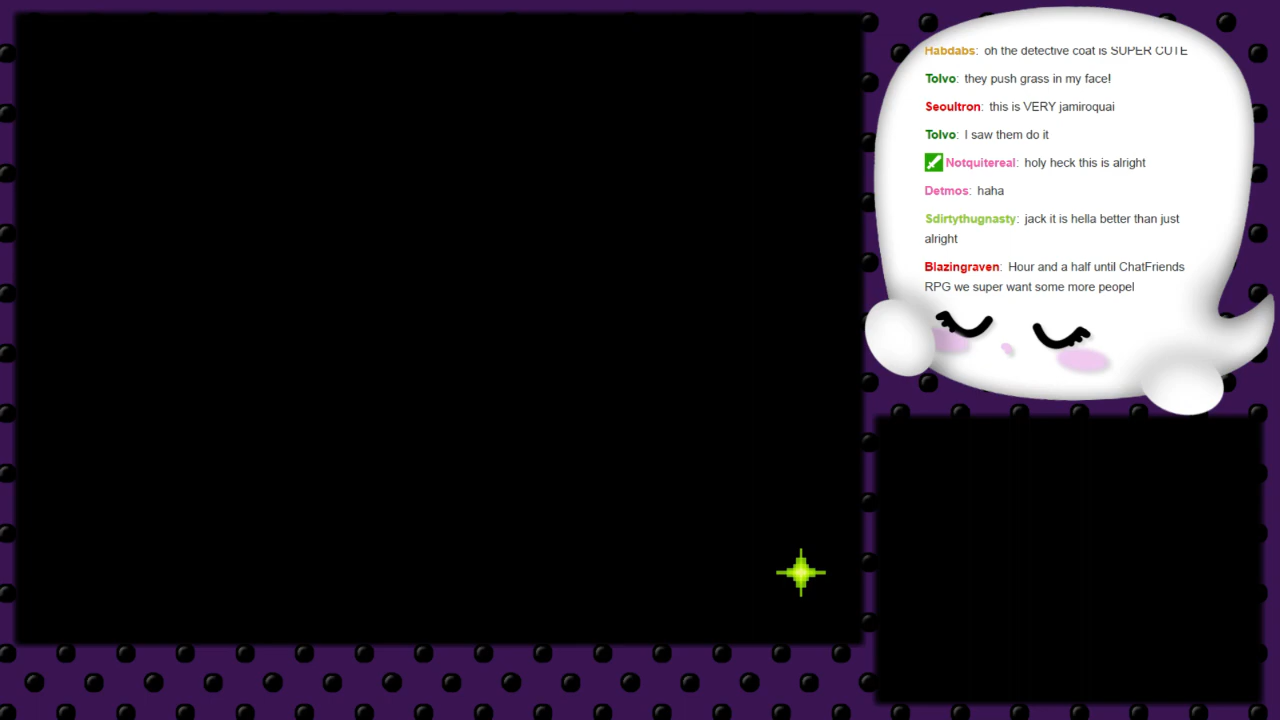 Habdabs: oh the detective coat is SUPER CUTE
Tolvo: they push grass in my face!
Seoultron: this is VERY jamiroquai
Tolvo: I saw them do it
Notquitereal: holy heck this is alright
Detmos: haha
Sdirtythugnasty: jack it is hella better than just
alright
Blazingraven: Hour and a half until ChatFriends
RPG we super want some more peopel